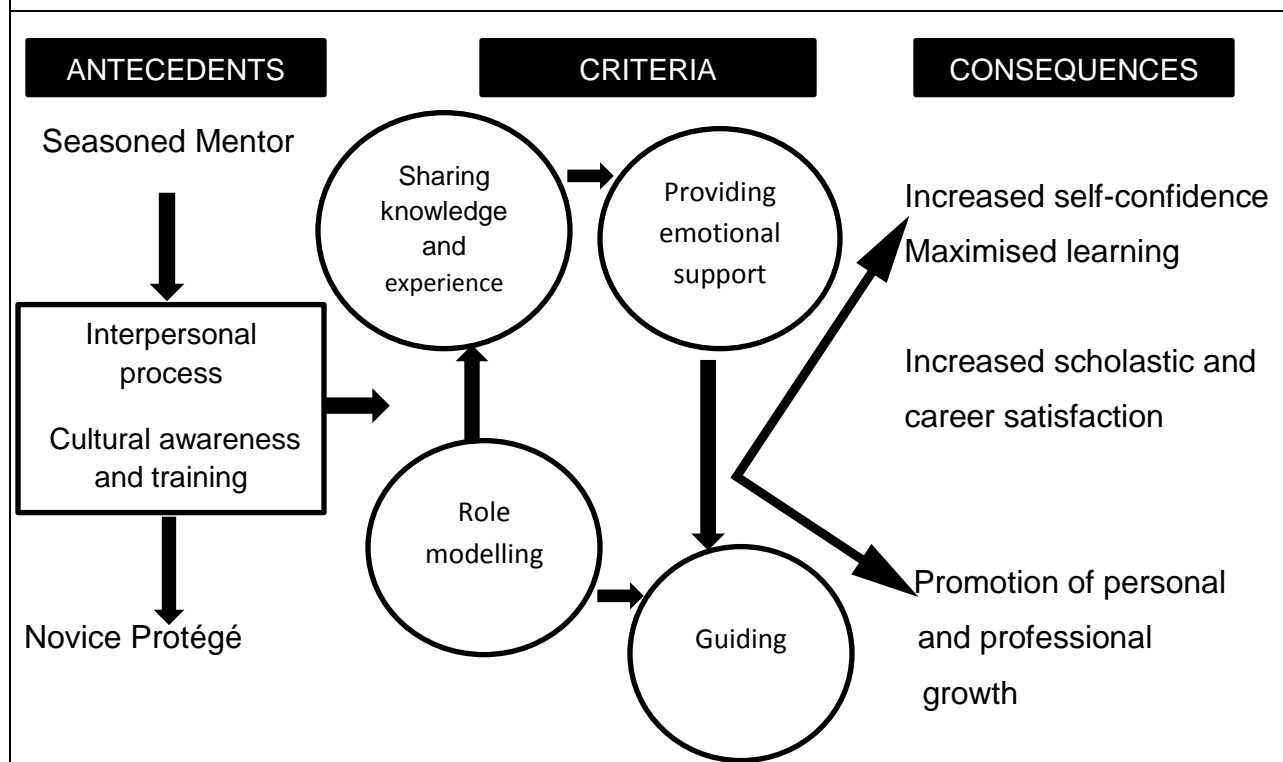 ANTECEDENTS
CRITERIA
CONSEQUENCES
Seasoned Mentor
Interpersonal
process
Cultural awareness
and training
Novice Protégé
Sharing
knowledge
and
experience
Providing
emotional
support
Role
modelling
Guiding
Increased self-confidence
Maximised learning
Increased scholastic and
career satisfaction
Promotion of personal
and professional
growth